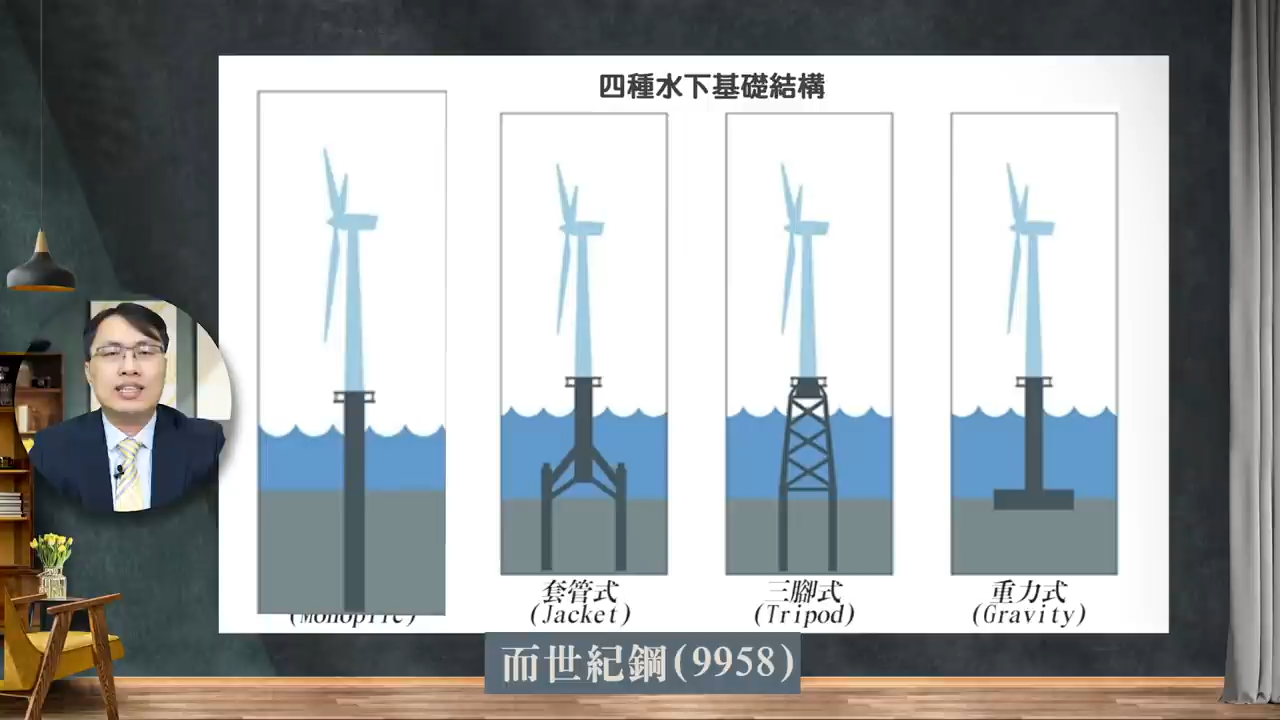 四種水下基礎結構
(Monopile)
套管式
(Jacket)
三腳式
(Tripod)
重力式
(Gravity)
而世紀鋼(9958)